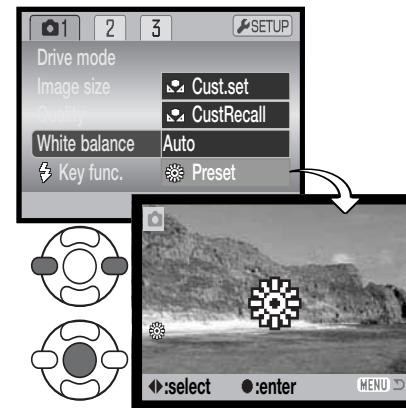 1 2 3 SETUP
Drive mode
Image size Cust.set
Quality CustRecall
White balance Auto
Key func. Preset
:select :enter MENU